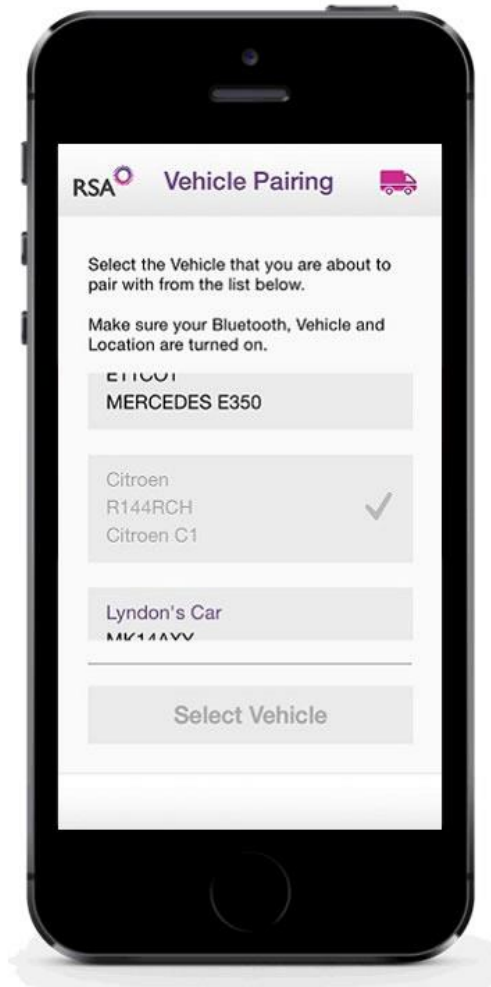 RSA Vehicle Pairing
Select the Vehicle that you are about to
pair with from the list below.
Make sure your Bluetooth, Vehicle and
Location are turned on.
MERCEDES E350
Citroen
R144RCH
Citroen C1
Lyndon's Car
MK14AXY
Select Vehicle